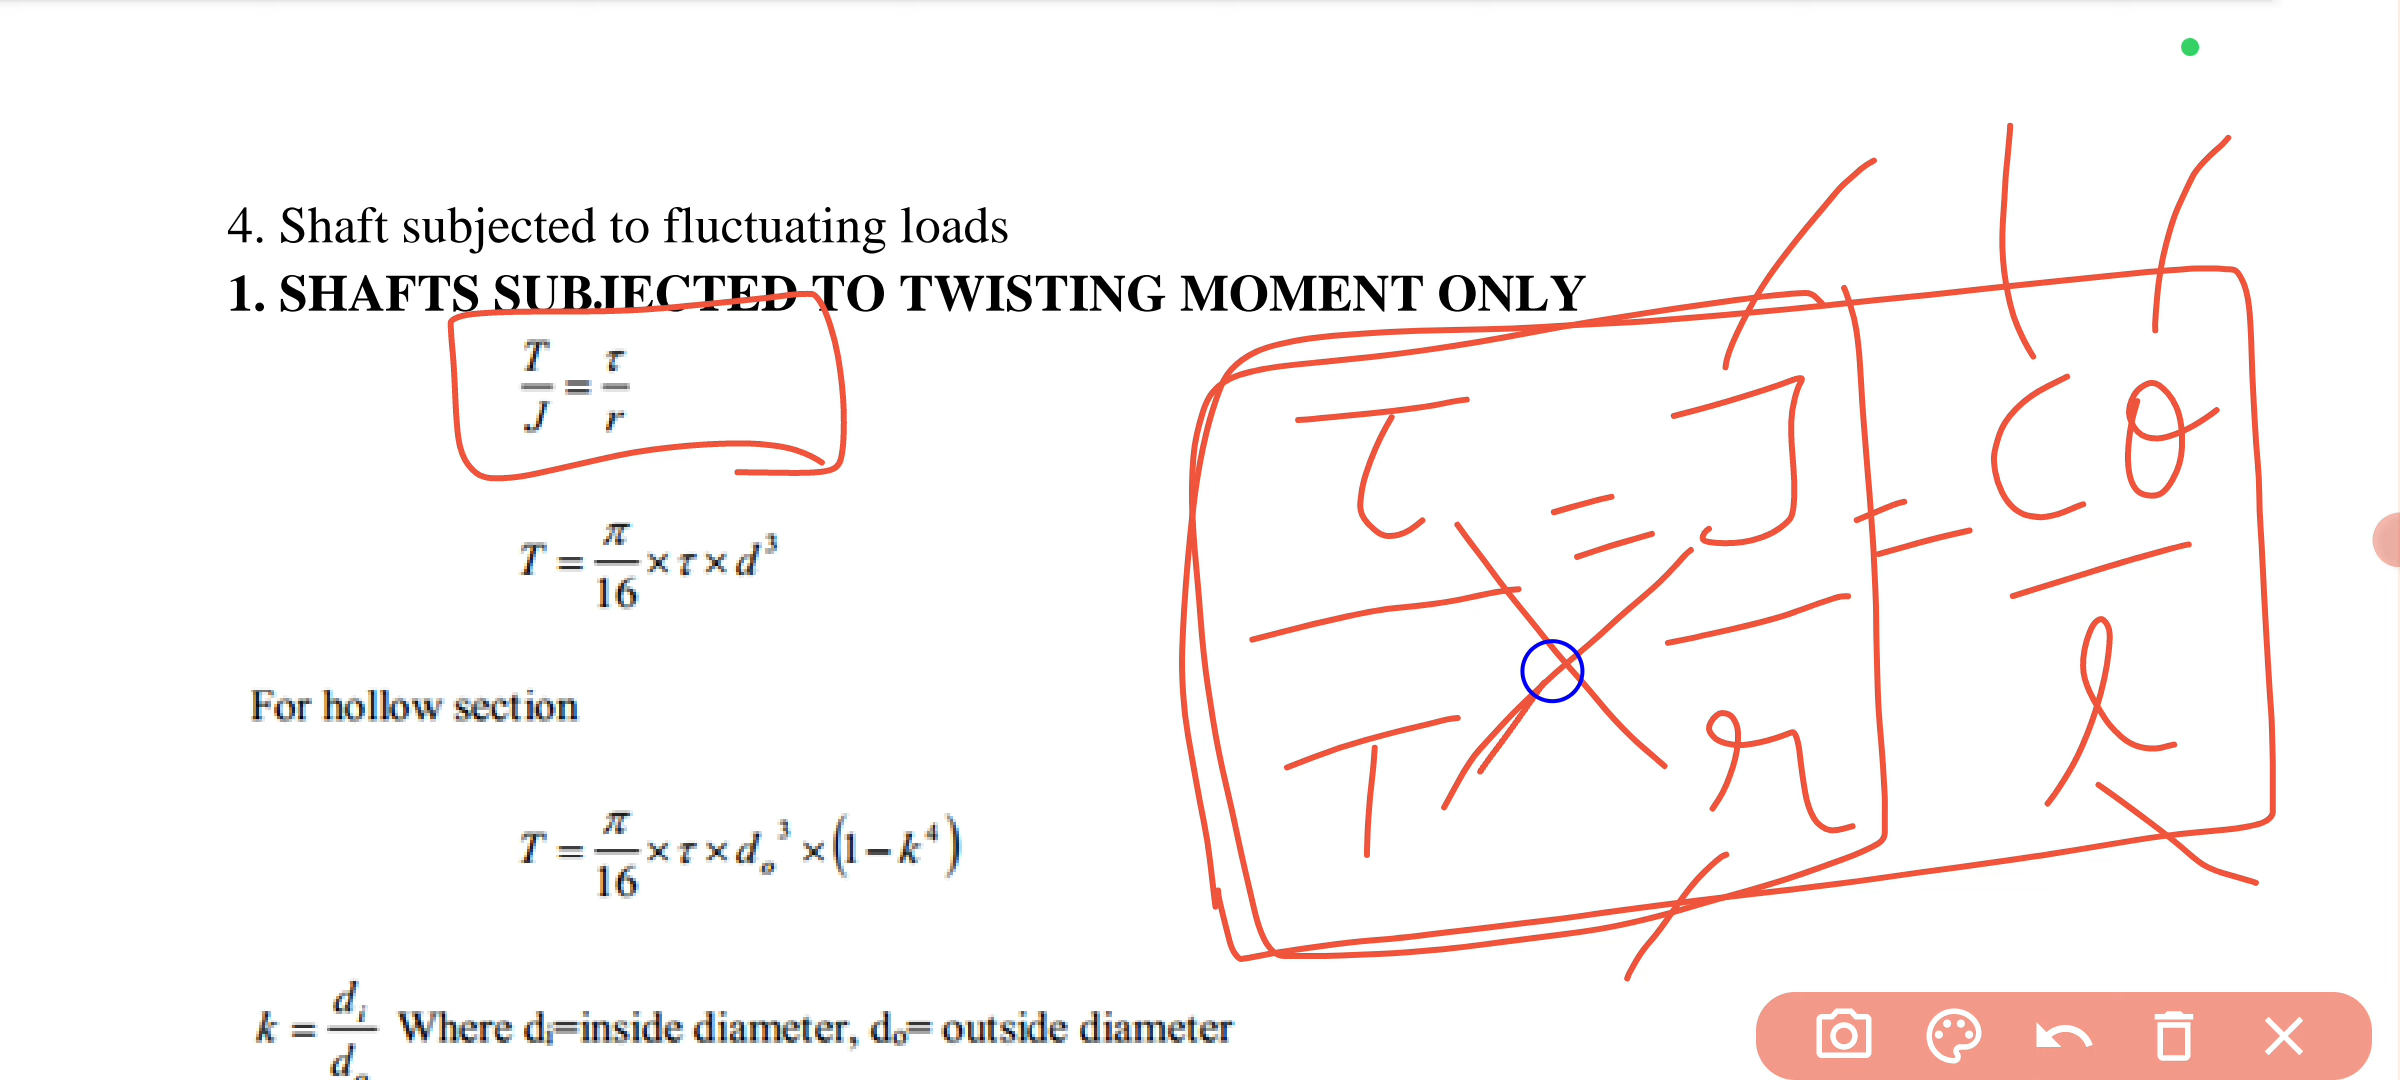 4. Shaft subjected to fluctuating loads
1. SHAFTS SUBJECTED TO TWISTING MOMENT ONLY
T/J = τ/r
τ/T = J/r = Cθ/l
T = π/16 × τ × d³
For hollow section
T = π/16 × τ × dₒ³ × (1 − k⁴)
k = dᵢ/dₒ Where dᵢ=inside diameter, dₒ= outside diameter